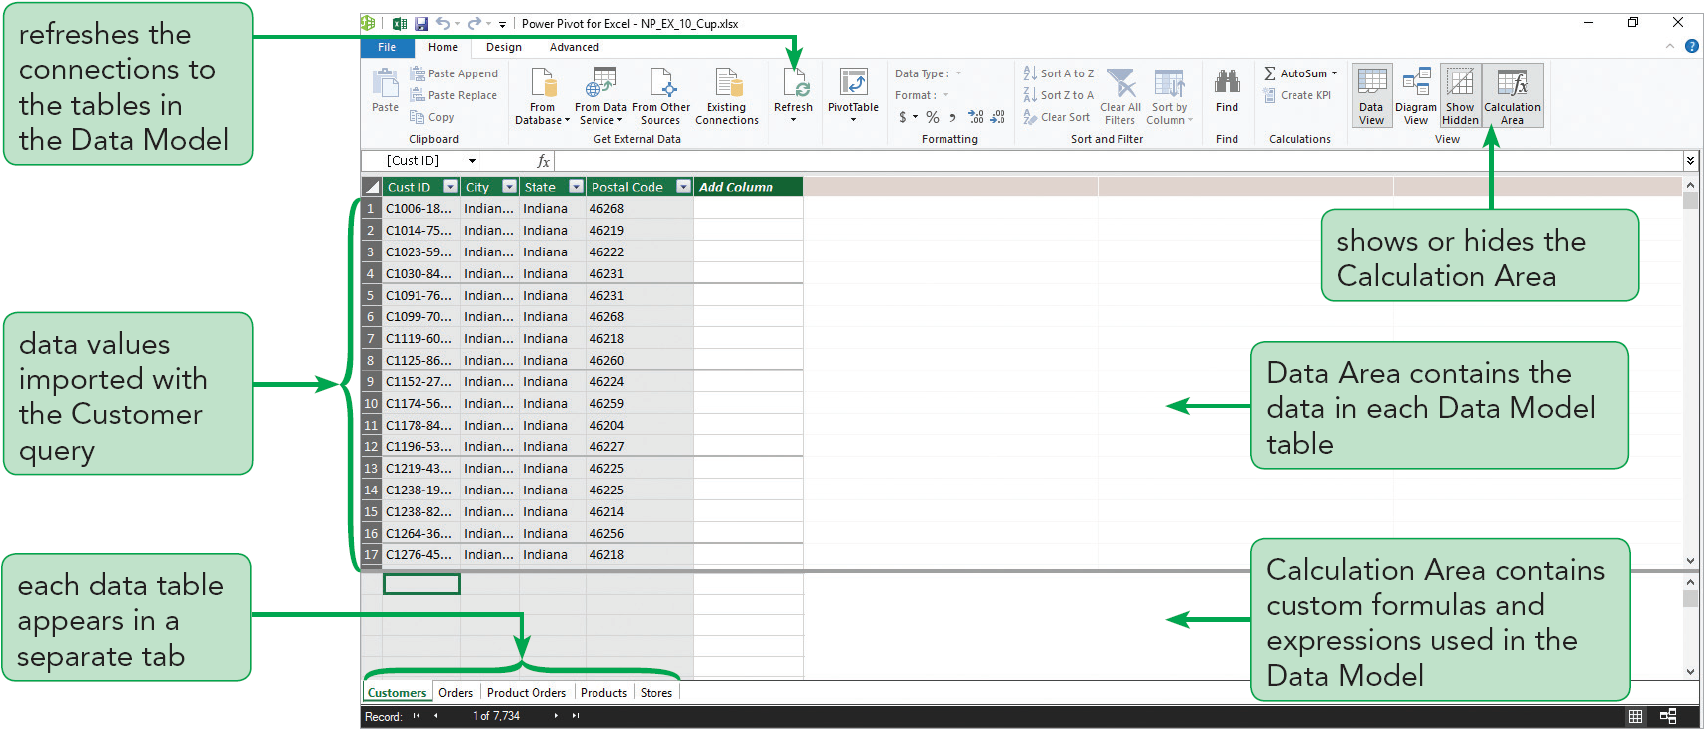 refreshes the
connections to
the tables in
the Data Model
Power Pivot for Excel - NP_EX_10_Cup.xlsx
File Home Design Advanced
Paste
Paste Append
Paste Replace
Copy
Clipboard
From
Database
From Data
Service
From Other
Sources
Existing
Connections
Get External Data
Refresh
PivotTable
Data Type:
Format:
$ % ,
Formatting
Sort A to Z
Sort Z to A
Clear Sort
Clear All
Filters
Sort by
Column
Sort and Filter
Find
Find
AutoSum
Create KPI
Calculations
Data
View
Diagram
View
Show
Hidden
Calculation
Area
View
[Cust ID] fx
Cust ID City State Postal Code Add Column
1 C1006-18... Indian... Indiana 46268
2 C1014-75... Indian... Indiana 46219
3 C1023-59... Indian... Indiana 46222
4 C1030-84... Indian... Indiana 46231
5 C1091-76... Indian... Indiana 46231
6 C1099-70... Indian... Indiana 46268
7 C1119-60... Indian... Indiana 46218
8 C1125-86... Indian... Indiana 46260
9 C1152-27... Indian... Indiana 46224
10 C1174-56... Indian... Indiana 46259
11 C1178-84... Indian... Indiana 46204
12 C1196-53... Indian... Indiana 46227
13 C1219-43... Indian... Indiana 46225
14 C1238-19... Indian... Indiana 46225
15 C1238-82... Indian... Indiana 46214
16 C1264-36... Indian... Indiana 46256
17 C1276-45... Indian... Indiana 46218
shows or hides the
Calculation Area
data values
imported with
the Customer
query
Data Area contains the
data in each Data Model
table
each data table
appears in a
separate tab
Calculation Area contains
custom formulas and
expressions used in the
Data Model
Customers Orders Product Orders Products Stores
Record: 1 of 7,734